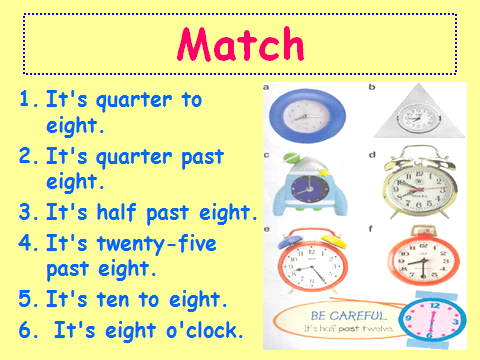 Match
1. It's quarter to
eight.
2. It's quarter past
eight.
3. It's half past eight.
4. It's twenty-five
past eight.
5. It's ten to eight.
6. It's eight o'clock.
a
b
c
d
e
f
BE CAREFUL
It's half past twelve.